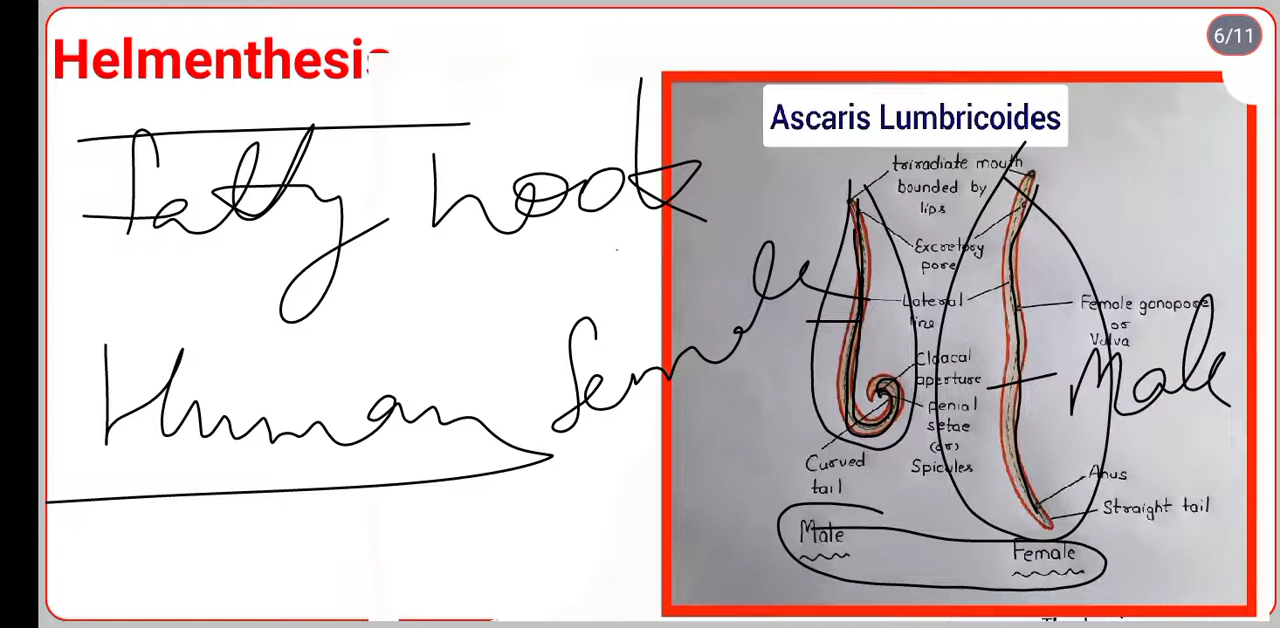 Helmenthesis
6/11
Ascaris Lumbricoides
Fatty hook
Human female
Male
triradiate mouth
bounded by
lips
Excretory
pore
Lateral
line
Female gonopore
or
Vulva
Cloacal
aperture
penial
setae
(or)
Spicules
Curved
tail
Anus
Straight tail
Male
Female